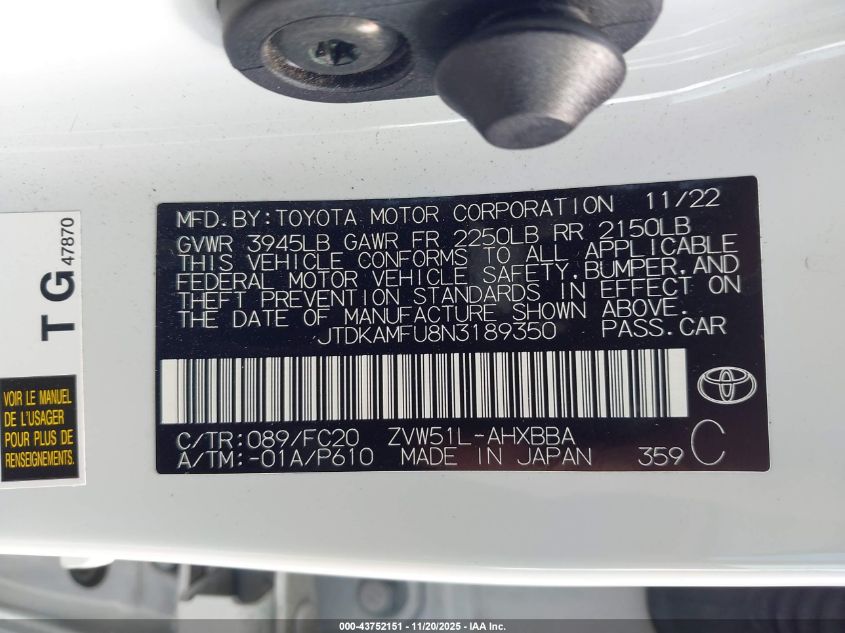 MFD.BY:TOYOTA MOTOR CORPORATION 11/22
GVWR 3945LB GAWR FR 2250LB RR 2150LB
THIS VEHICLE CONFORMS TO ALL APPLICABLE
FEDERAL MOTOR VEHICLE SAFETY,BUMPER,AND
THEFT PREVENTION STANDARDS IN EFFECT ON
THE DATE OF MANUFACTURE SHOWN ABOVE.
JTDKAMFU8N3189350 PASS.CAR
C/TR:089/FC20 ZVW51L-AHXBBA
A/TM:-01A/P610 MADE IN JAPAN 359 C
TG
47870
VOIR LE MANUEL
DE L'USAGER
POUR PLUS DE
RENSEIGNEMENTS.
000-43752151 - 11/20/2025 - IAA Inc.